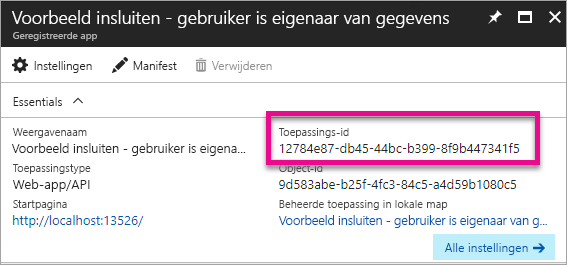 Voorbeeld insluiten - gebruiker is eigenaar van gegevens
Geregistreerde app
Instellingen Manifest Verwijderen
Essentials
Weergavenaam
Voorbeeld insluiten - gebruiker is eigena...
Toepassingstype
Web-app/API
Startpagina
http://localhost:13526/
Toepassings-id
12784e87-db45-44bc-b399-8f9b447341f5
Object-id
9d583abe-b25f-4fc3-84c5-a4d59b1080c5
Beheerde toepassing in lokale map
Voorbeeld insluiten - gebruiker is eigenaar van g...
Alle instellingen →